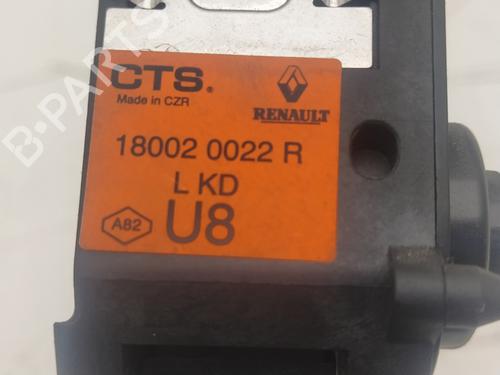 CTS.
Made in CZR
RENAULT
18002 0022 R
L KD
A82
U8
B-PARTS